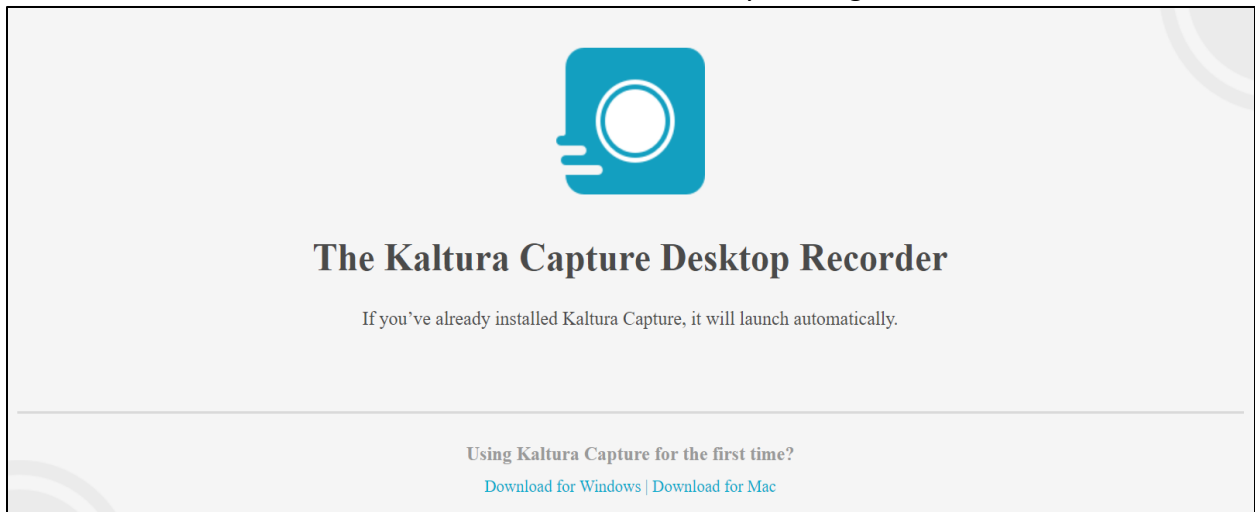 The Kaltura Capture Desktop Recorder
If you’ve already installed Kaltura Capture, it will launch automatically.
Using Kaltura Capture for the first time?
Download for Windows | Download for Mac